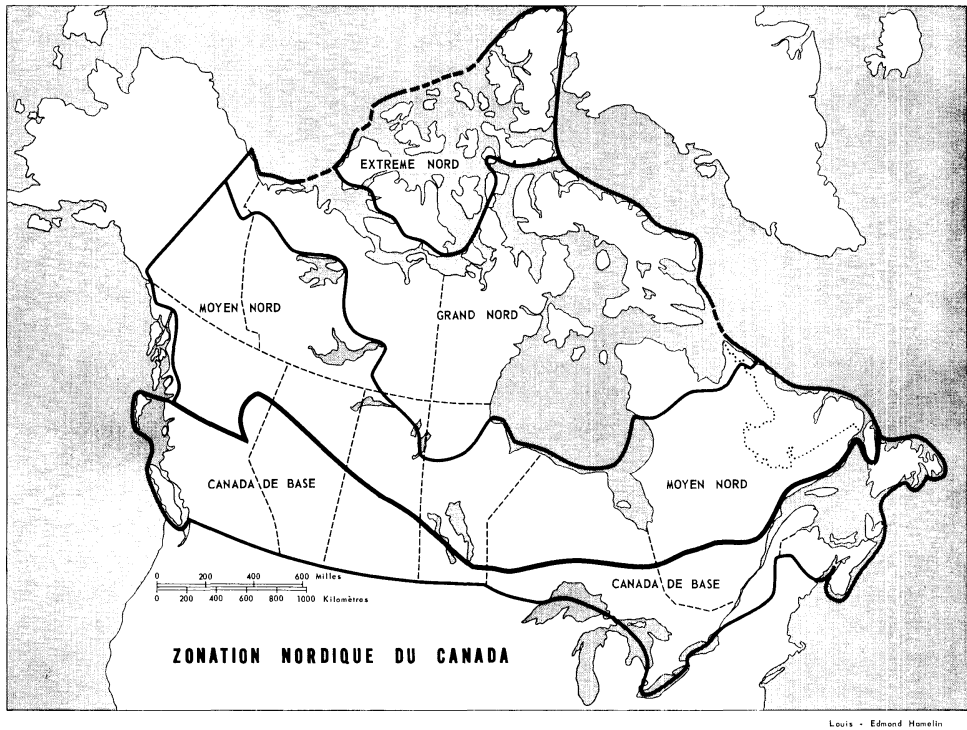 EXTREME NORD
MOYEN NORD
GRAND NORD
CANADA DE BASE
MOYEN NORD
CANADA DE BASE
0 200 400 600 Milles
0 200 400 600 800 1000 Kilomètres
ZONATION NORDIQUE DU CANADA
Louis - Edmond Hamelin